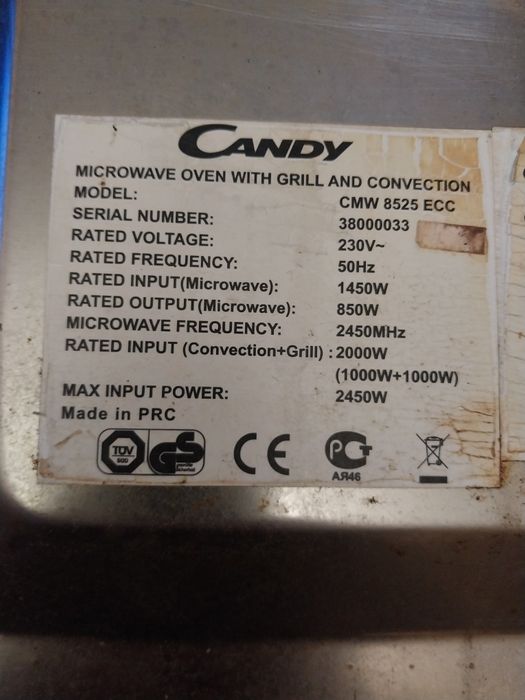 CANDY
MICROWAVE OVEN WITH GRILL AND CONVECTION
MODEL: CMW 8525 ECC
SERIAL NUMBER: 38000033
RATED VOLTAGE: 230V~
RATED FREQUENCY: 50Hz
RATED INPUT(Microwave): 1450W
RATED OUTPUT(Microwave): 850W
MICROWAVE FREQUENCY: 2450MHz
RATED INPUT (Convection+Grill) : 2000W
(1000W+1000W)
MAX INPUT POWER: 2450W
Made in PRC
TÜV GS CE РСТ
АЯ46